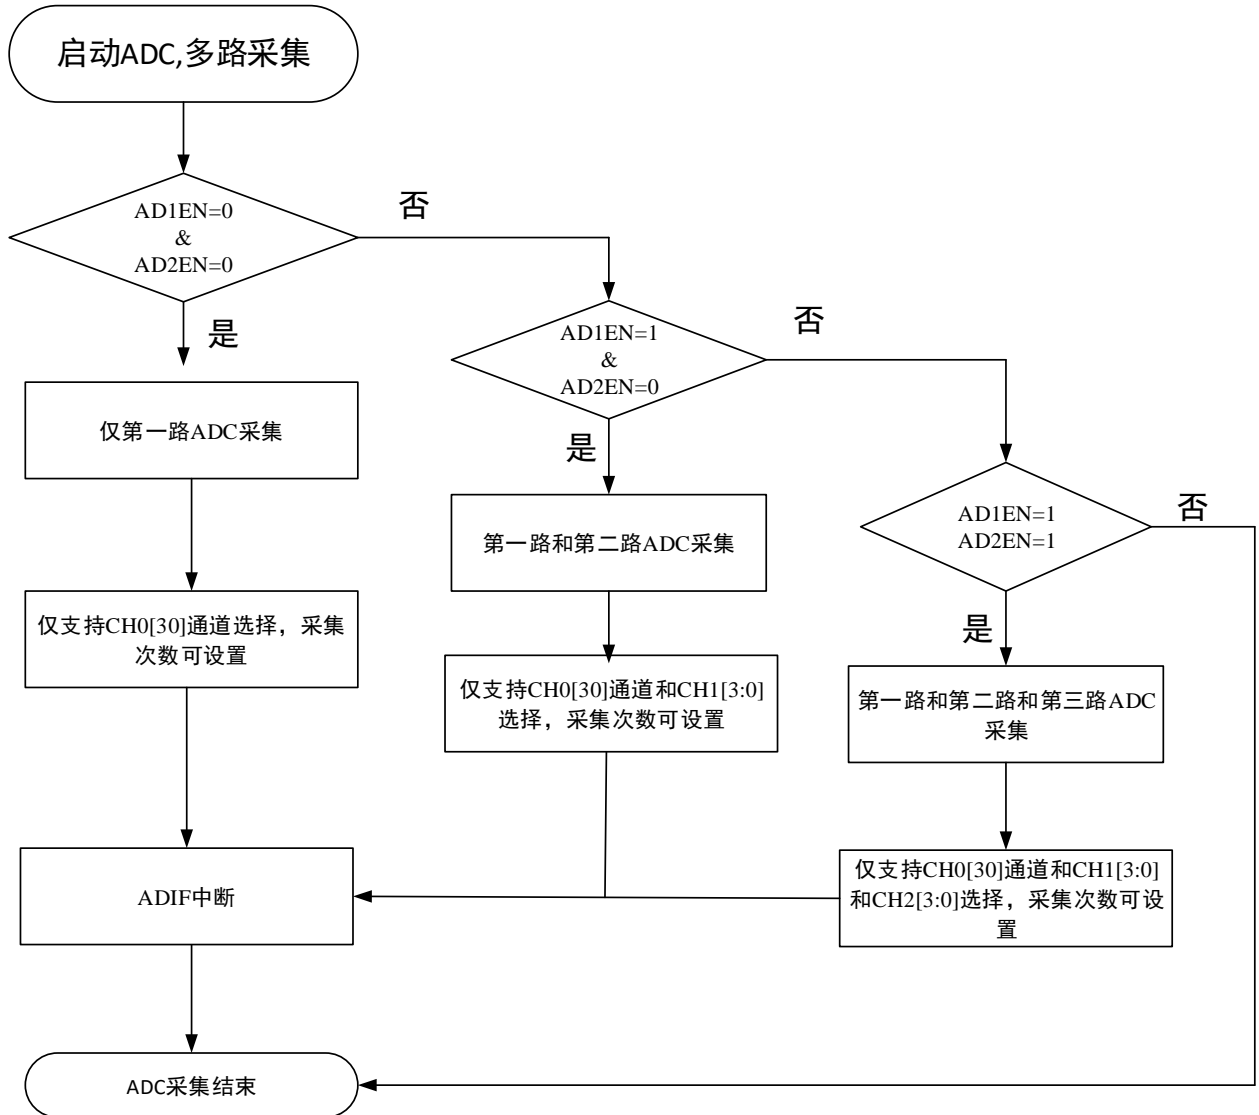 启动ADC,多路采集
AD1EN=0
&
AD2EN=0
否
是
AD1EN=1
&
AD2EN=0
否
是
AD1EN=1
AD2EN=1
否
是
仅第一路ADC采集
第一路和第二路ADC采集
第一路和第二路和第三路ADC
采集
仅支持CH0[30]通道选择，采集
次数可设置
仅支持CH0[30]通道和CH1[3:0]
选择，采集次数可设置
仅支持CH0[30]通道和CH1[3:0]
和CH2[3:0]选择，采集次数可设
置
ADIF中断
ADC采集结束